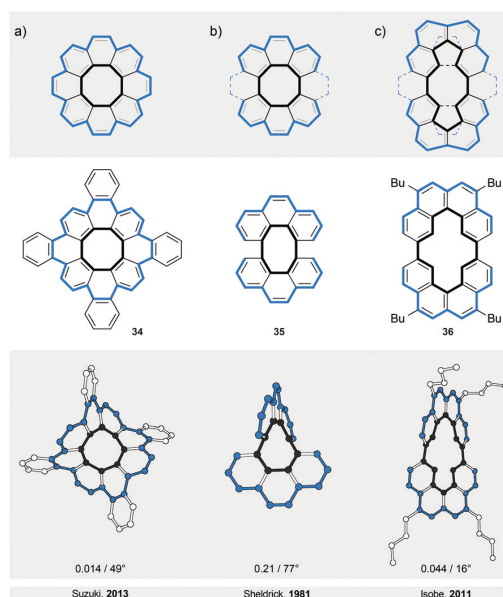 a) b) c)
Bu Bu
Bu Bu
34 35 36
0.014 / 49° 0.21 / 77° 0.044 / 16°
Suzuki, 2013 Sheldrick, 1981 Isobe, 2011